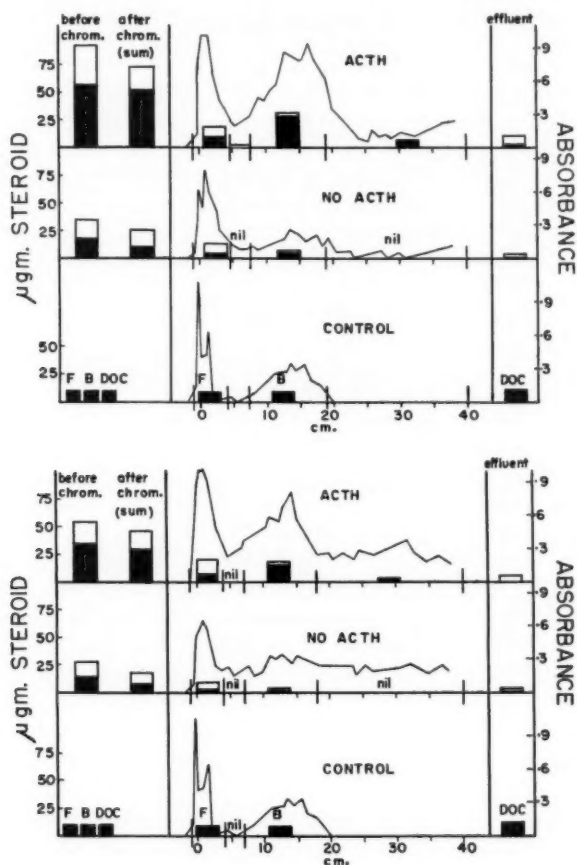 before chrom. after chrom. (sum) effluent
ACTH
75 50 25
·9 ·6 ·3
NO ACTH
75 50 25
nil nil
·9 ·6 ·3
CONTROL
50 25
F B DOC
F B DOC
·9 ·6 ·3
0 10 20 30 40
cm.
µgm. STEROID
ABSORBANCE
before chrom. after chrom. (sum) effluent
ACTH
75 50 25
nil
·9 ·6 ·3
NO ACTH
50 25
nil nil
·9 ·6 ·3
CONTROL
75 50 25
F B DOC
F nil B DOC
·9 ·6 ·3
0 10 20 30 40
cm.
µgm. STEROID
ABSORBANCE